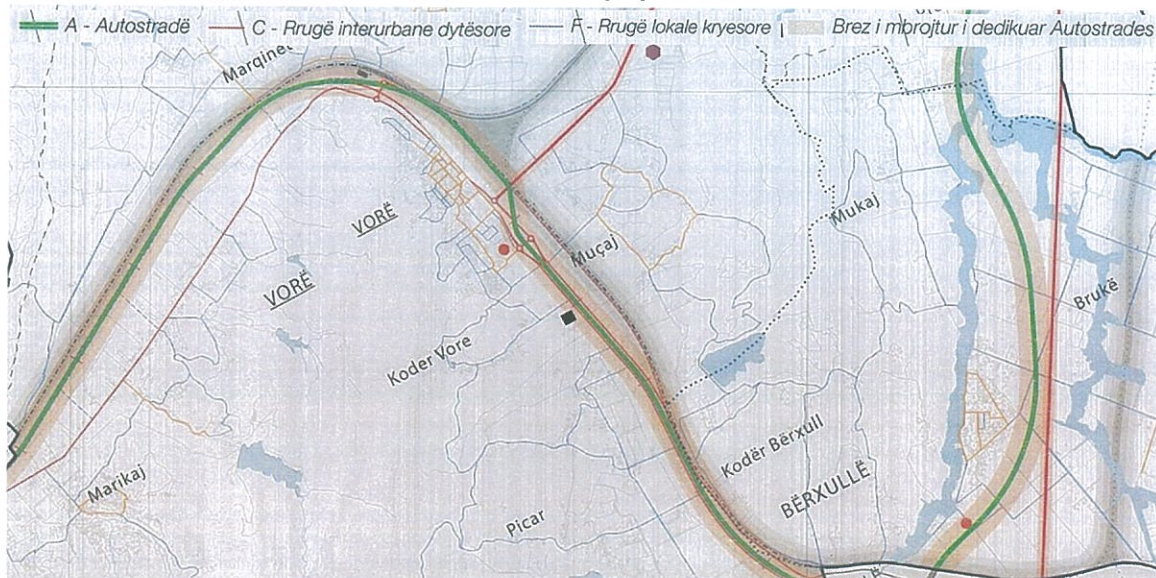 A - Autostradë C - Rrugë interurbane dytësore F - Rrugë lokale kryesore Brez i mbrojtur i dedikuar Autostrades
Marqinet
VORË
Mukaj
Muçaj
VORË
Brukë
Koder Vore
Kodër Bërxull
Marikaj
BËRXULLË
Picar